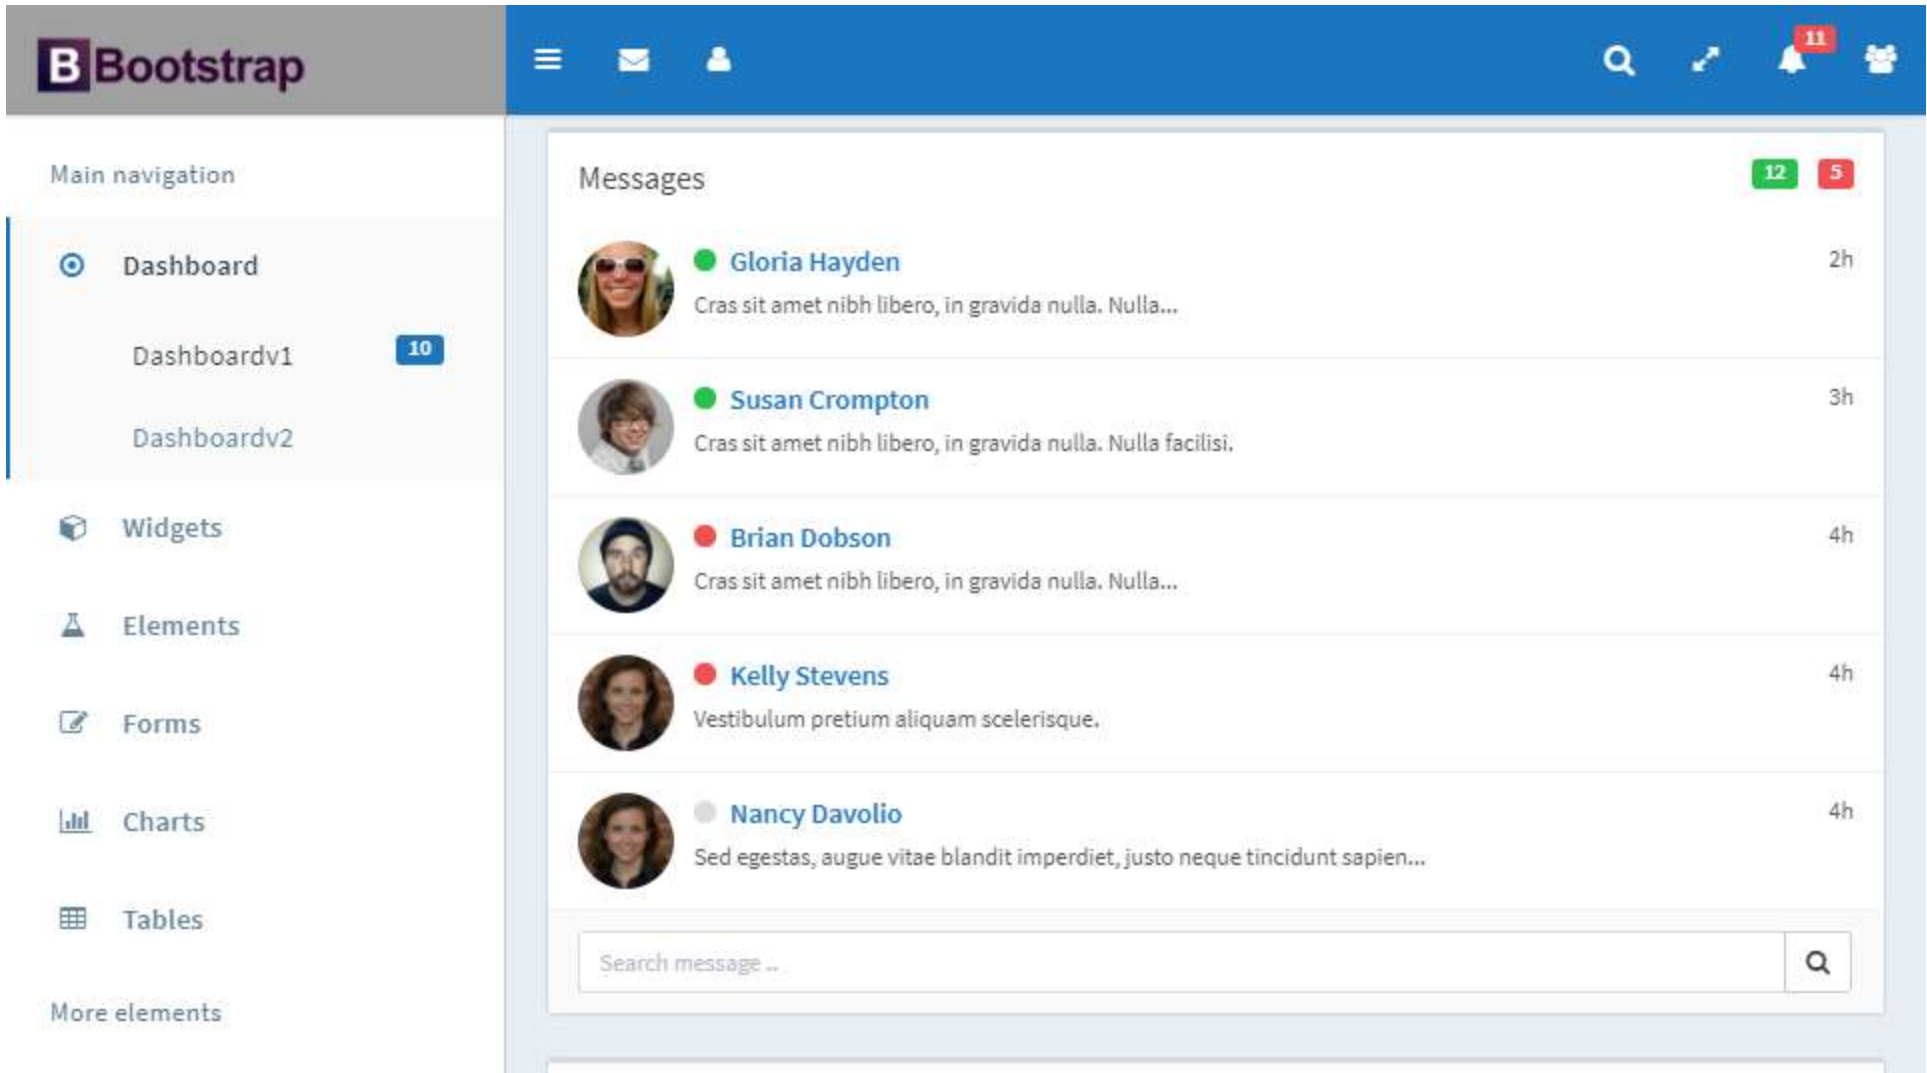 B Bootstrap
11
Main navigation
Dashboard
Dashboardv1 10
Dashboardv2
Widgets
Elements
Forms
Charts
Tables
More elements
Messages 12 5
Gloria Hayden 2h
Cras sit amet nibh libero, in gravida nulla. Nulla...
Susan Crompton 3h
Cras sit amet nibh libero, in gravida nulla. Nulla facilisi.
Brian Dobson 4h
Cras sit amet nibh libero, in gravida nulla. Nulla...
Kelly Stevens 4h
Vestibulum pretium aliquam scelerisque.
Nancy Davolio 4h
Sed egestas, augue vitae blandit imperdiet, justo neque tincidunt sapien...
Search message ..